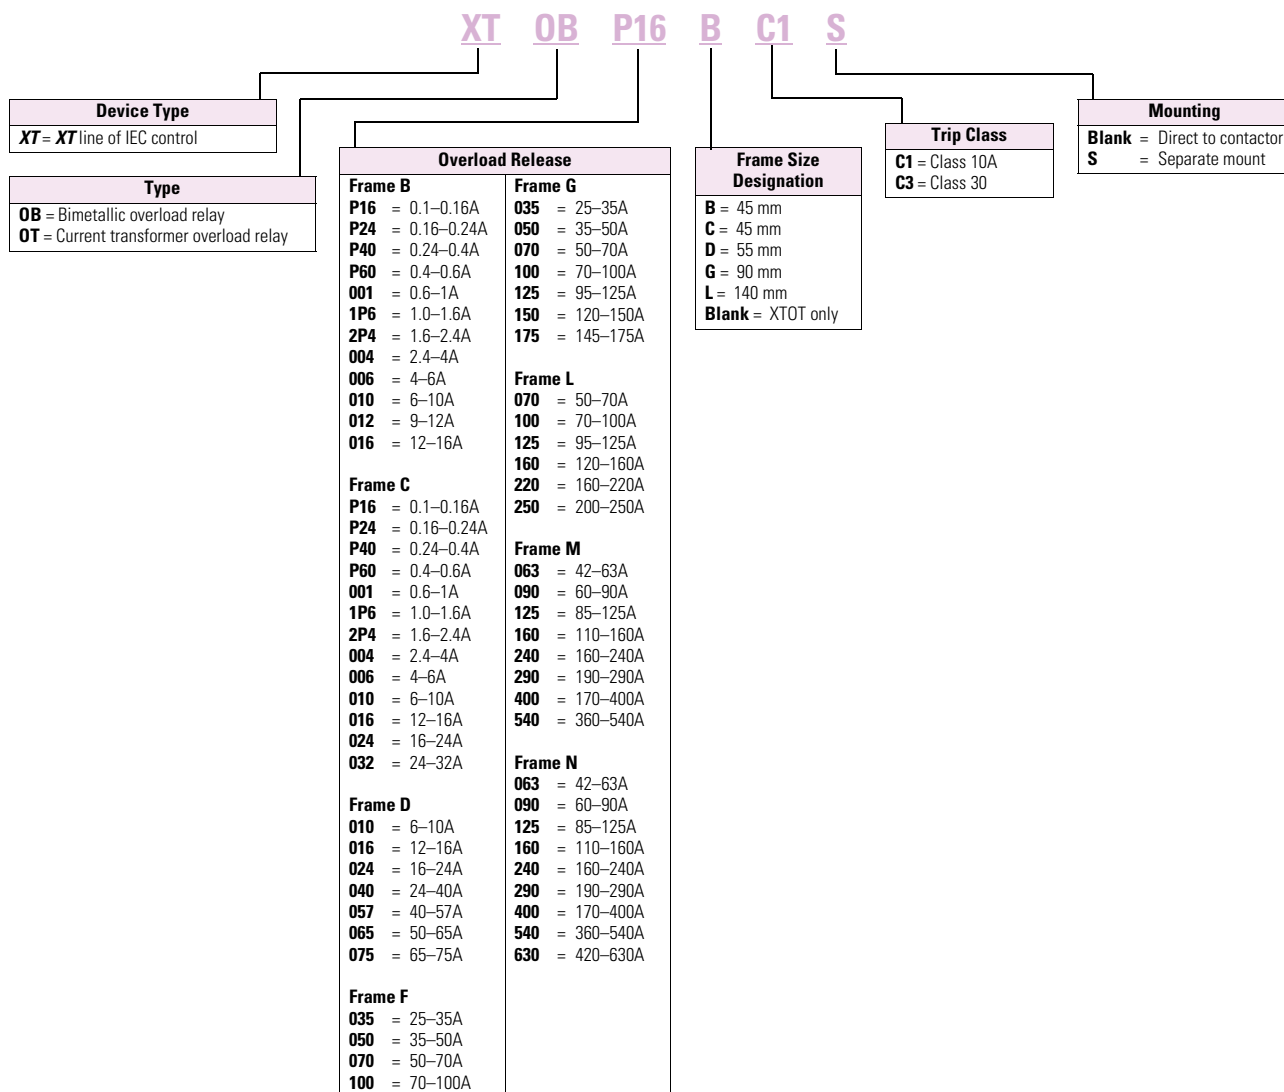 XT OB P16 B C1 S
Device Type
XT = XT line of IEC control
Type
OB = Bimetallic overload relay
OT = Current transformer overload relay
Overload Release
Frame B
P16 = 0.1–0.16A
P24 = 0.16–0.24A
P40 = 0.24–0.4A
P60 = 0.4–0.6A
001 = 0.6–1A
1P6 = 1.0–1.6A
2P4 = 1.6–2.4A
004 = 2.4–4A
006 = 4–6A
010 = 6–10A
012 = 9–12A
016 = 12–16A
Frame C
P16 = 0.1–0.16A
P24 = 0.16–0.24A
P40 = 0.24–0.4A
P60 = 0.4–0.6A
001 = 0.6–1A
1P6 = 1.0–1.6A
2P4 = 1.6–2.4A
004 = 2.4–4A
006 = 4–6A
010 = 6–10A
016 = 12–16A
024 = 16–24A
032 = 24–32A
Frame D
010 = 6–10A
016 = 12–16A
024 = 16–24A
040 = 24–40A
057 = 40–57A
065 = 50–65A
075 = 65–75A
Frame F
035 = 25–35A
050 = 35–50A
070 = 50–70A
100 = 70–100A
Frame G
035 = 25–35A
050 = 35–50A
070 = 50–70A
100 = 70–100A
125 = 95–125A
150 = 120–150A
175 = 145–175A
Frame L
070 = 50–70A
100 = 70–100A
125 = 95–125A
160 = 120–160A
220 = 160–220A
250 = 200–250A
Frame M
063 = 42–63A
090 = 60–90A
125 = 85–125A
160 = 110–160A
240 = 160–240A
290 = 190–290A
400 = 170–400A
540 = 360–540A
Frame N
063 = 42–63A
090 = 60–90A
125 = 85–125A
160 = 110–160A
240 = 160–240A
290 = 190–290A
400 = 170–400A
540 = 360–540A
630 = 420–630A
Frame Size
Designation
B = 45 mm
C = 45 mm
D = 55 mm
G = 90 mm
L = 140 mm
Blank = XTOT only
Trip Class
C1 = Class 10A
C3 = Class 30
Mounting
Blank = Direct to contactor
S = Separate mount